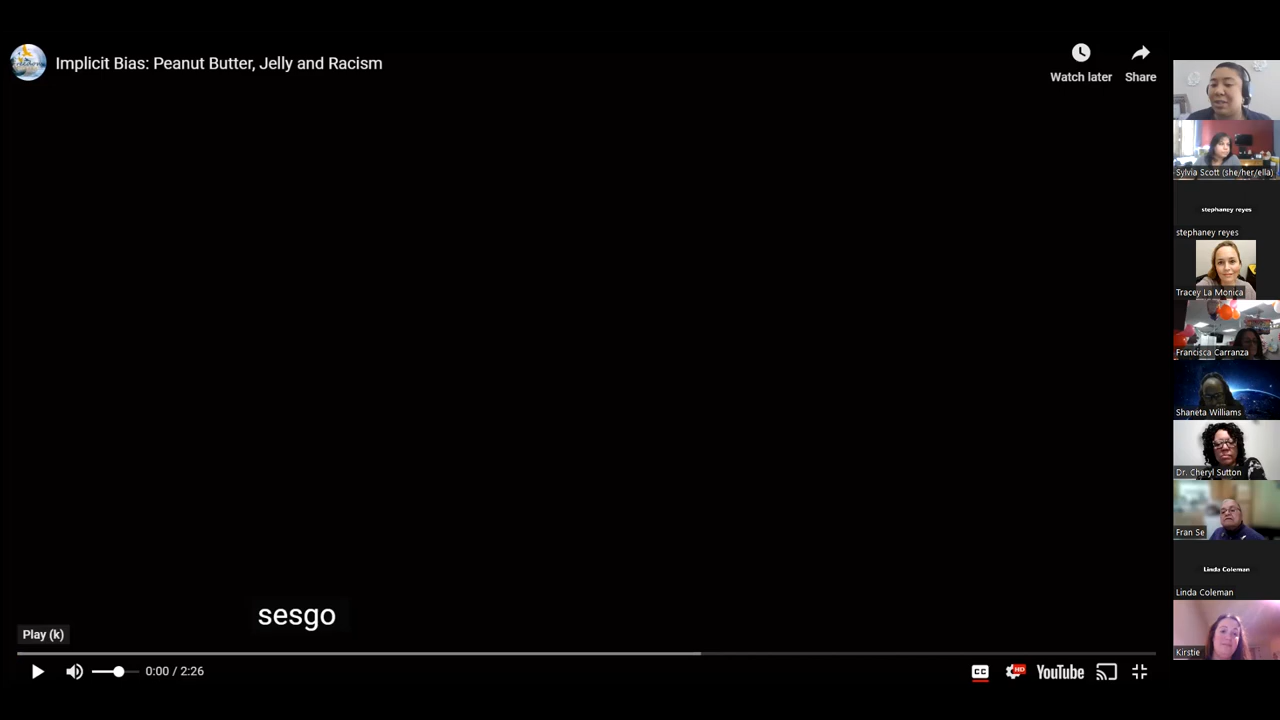 Implicit Bias: Peanut Butter, Jelly and Racism
Watch later
Share
Sylvia Scott (she/her/ella)
stephaney reyes
stephaney reyes
Tracey La Monica
Francisca Carranza
Shaneta Williams
Dr. Cheryl Sutton
Fran Se
Linda Coleman
Linda Coleman
Kirstie
sesgo
Play (k)
0:00 / 2:26
CC
HD
YouTube